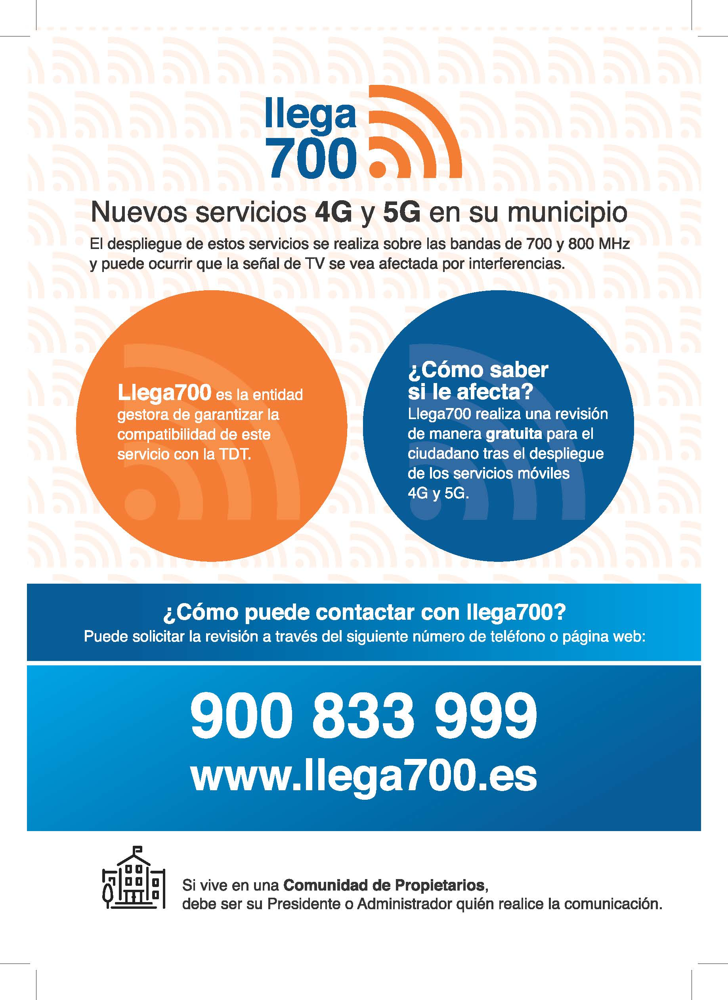 llega
700
Nuevos servicios 4G y 5G en su municipio
El despliegue de estos servicios se realiza sobre las bandas de 700 y 800 MHz
y puede ocurrir que la señal de TV se vea afectada por interferencias.
Llega700 es la entidad
gestora de garantizar la
compatibilidad de este
servicio con la TDT.
¿Cómo saber
si le afecta?
Llega700 realiza una revisión
de manera gratuita para el
ciudadano tras el despliegue
de los servicios móviles
4G y 5G.
¿Cómo puede contactar con llega700?
Puede solicitar la revisión a través del siguiente número de teléfono o página web:
900 833 999
www.llega700.es
Si vive en una Comunidad de Propietarios,
debe ser su Presidente o Administrador quién realice la comunicación.